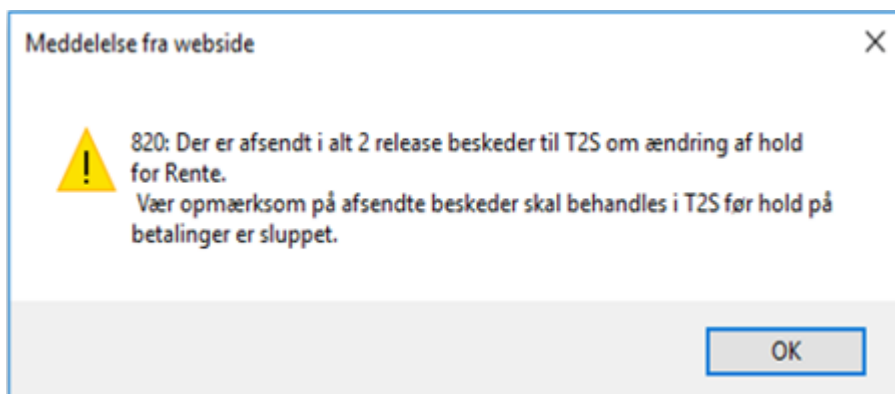 Meddelelse fra webside
820: Der er afsendt i alt 2 release beskeder til T2S om ændring af hold
for Rente.
Vær opmærksom på afsendte beskeder skal behandles i T2S før hold på
betalinger er sluppet.
OK